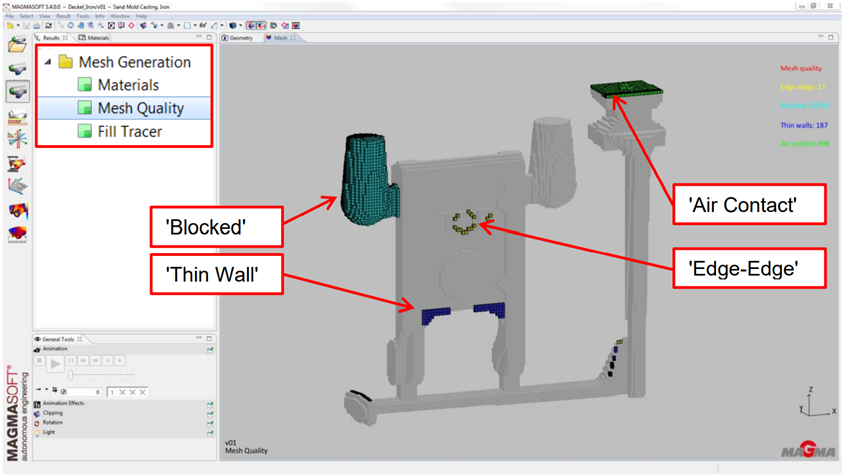 MAGMASOFT 5.4.0.0 - Deckel_Iron/v01 - Sand Mold Casting, Iron
File Select View Result Tools Info Window Help
Results
Materials
Geometry
Mesh
Mesh Generation
Materials
Mesh Quality
Fill Tracer
Mesh quality
Edge-edge: 17
Thin walls: 187
Air contact: 498
'Blocked'
'Thin Wall'
'Air Contact'
'Edge-Edge'
General Tools
Animation
0
1
Animation Effects
Clipping
Rotation
Light
MAGMASOFT®
autonomous engineering
v01
Mesh Quality
Z
Y
X
MAGMA